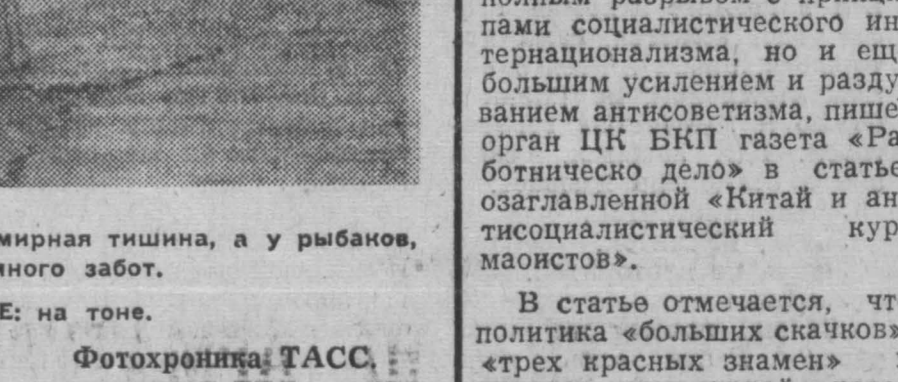 мирная тишина, а у рыбаков,
много забот.
Е: на тоне.
Фотохроника ТАСС.
полным разрывом с
пами социалистического ин
тернационализма, но и ещ
большим усилением и разду
ванием антисоветизма, пише
орган ЦК БКП газета «Ра
ботническо дело» в статье
озаглавленной «Китай и ан
тисоциалистический кур
маоистов».
В статье отмечается, чт
политика «больших скачков»
«трех красных знамен»